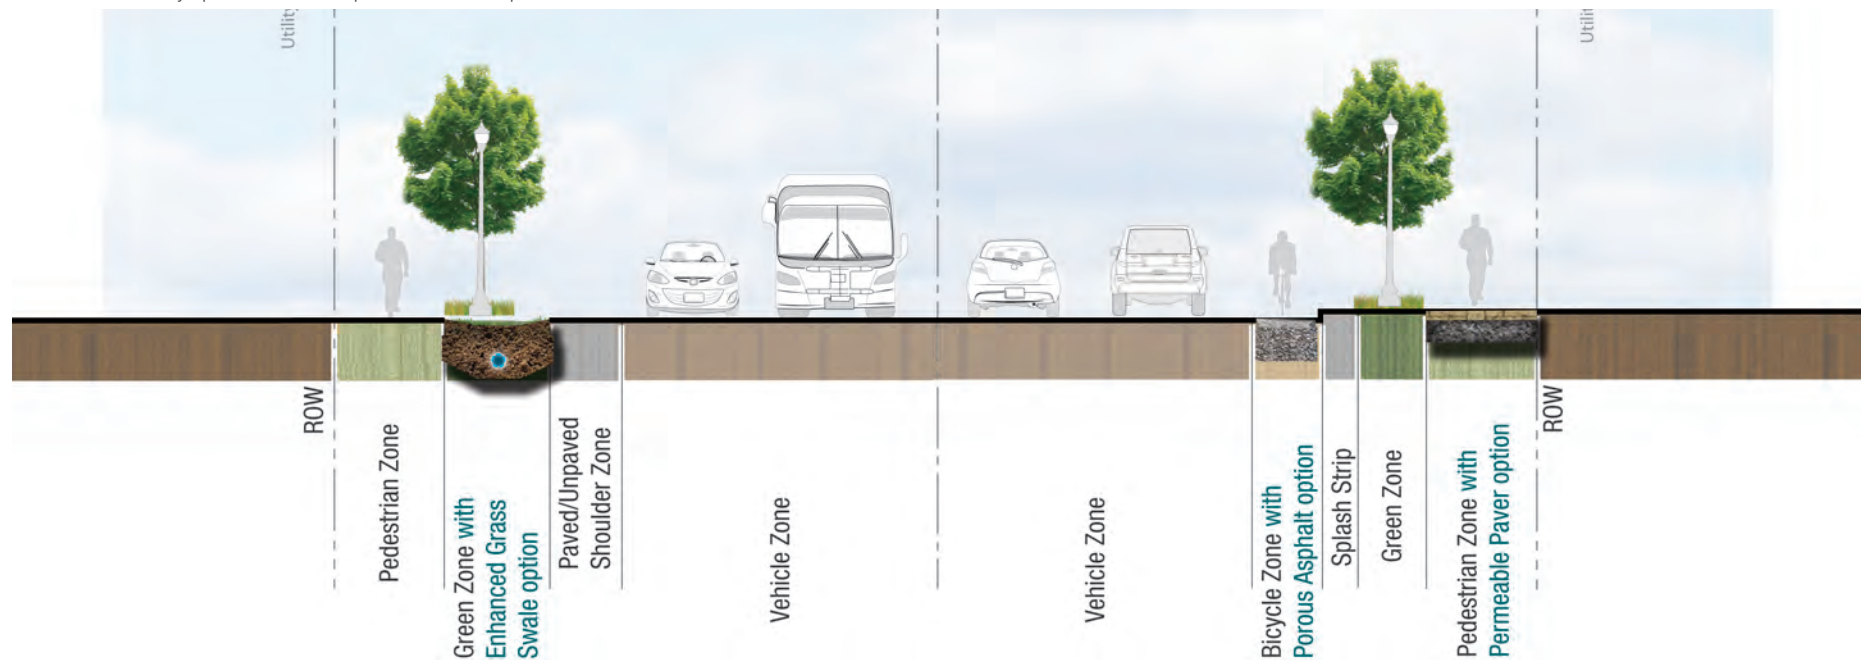 Utility
Utility
ROW
Pedestrian Zone
Green Zone with
Enhanced Grass
Swale option
Paved/Unpaved
Shoulder Zone
Vehicle Zone
Vehicle Zone
Bicycle Zone with
Porous Asphalt option
Splash Strip
Green Zone
Pedestrian Zone with
Permeable Paver option
ROW